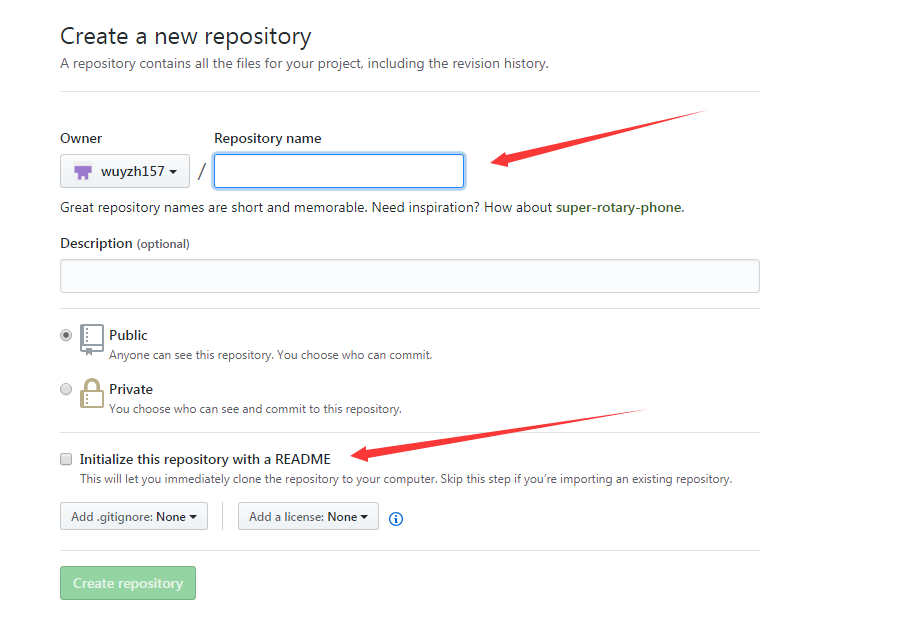 Create a new repository
A repository contains all the files for your project, including the revision history.
Owner
Repository name
wuyzh157
/
Great repository names are short and memorable. Need inspiration? How about super-rotary-phone.
Description (optional)
Public
Anyone can see this repository. You choose who can commit.
Private
You choose who can see and commit to this repository.
Initialize this repository with a README
This will let you immediately clone the repository to your computer. Skip this step if you're importing an existing repository.
Add .gitignore: None
Add a license: None
Create repository